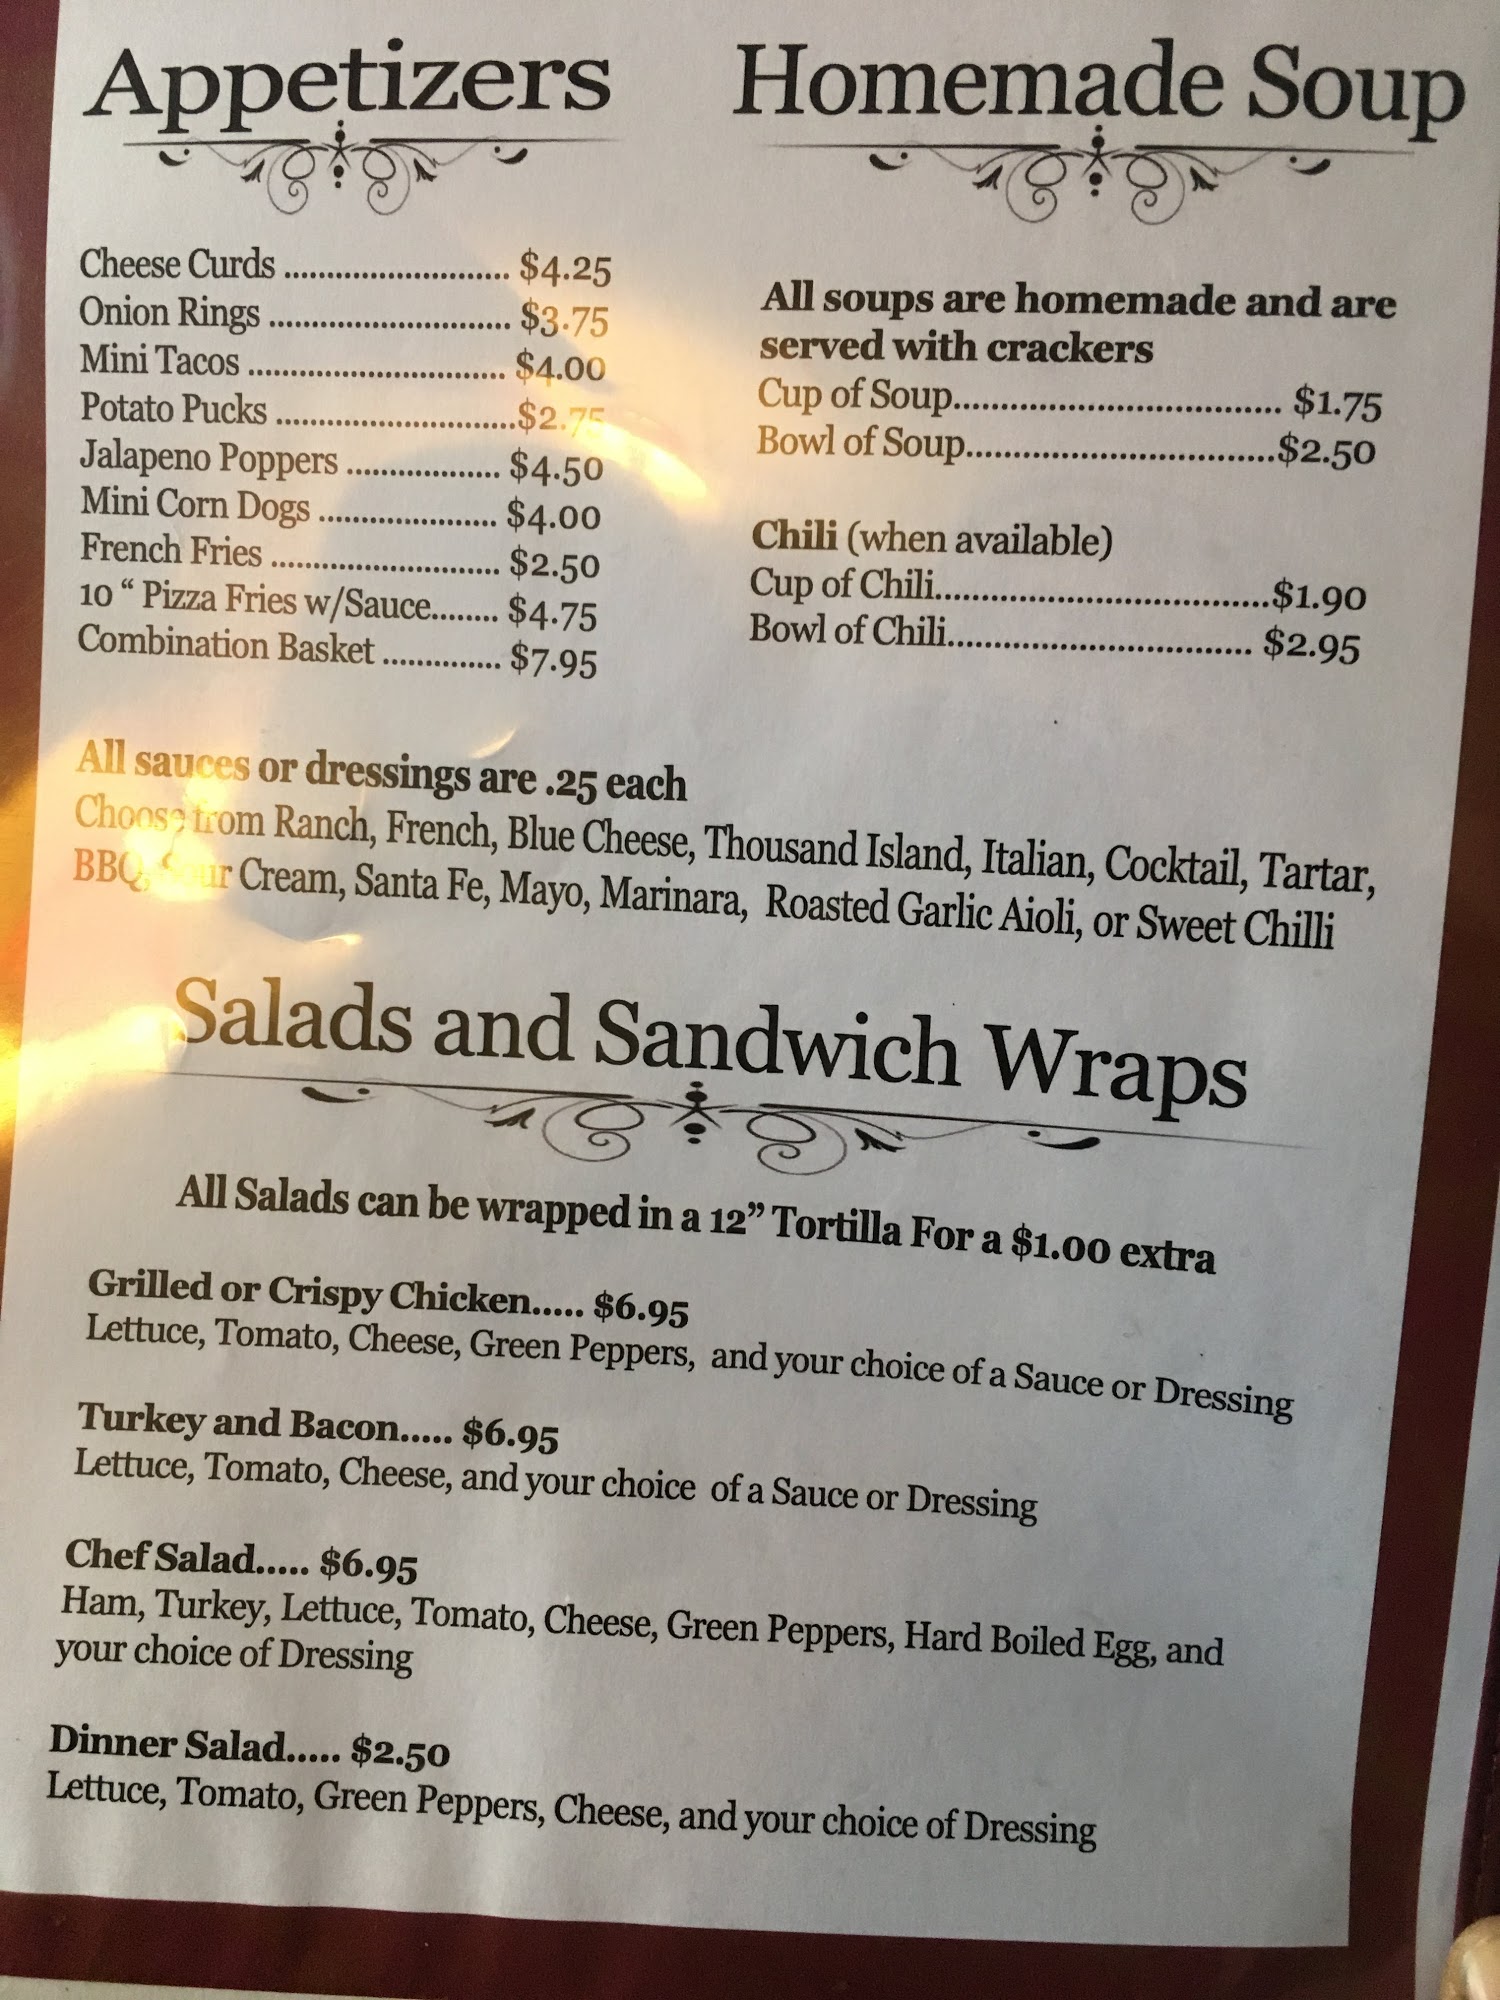 Appetizers
Cheese Curds .......................... $4.25
Onion Rings ............................ $3.75
Mini Tacos .............................. $4.00
Potato Pucks ............................$2.75
Jalapeno Poppers .................. $4.50
Mini Corn Dogs ..................... $4.00
French Fries ........................... $2.50
10 “ Pizza Fries w/Sauce........ $4.75
Combination Basket .............. $7.95
Homemade Soup
All soups are homemade and are
served with crackers
Cup of Soup................................... $1.75
Bowl of Soup.................................$2.50
Chili (when available)
Cup of Chili....................................$1.90
Bowl of Chili................................. $2.95
All sauces or dressings are .25 each
Choose from Ranch, French, Blue Cheese, Thousand Island, Italian, Cocktail, Tartar,
BBQ, Sour Cream, Santa Fe, Mayo, Marinara, Roasted Garlic Aioli, or Sweet Chilli
Salads and Sandwich Wraps
All Salads can be wrapped in a 12” Tortilla For a $1.00 extra
Grilled or Crispy Chicken..... $6.95
Lettuce, Tomato, Cheese, Green Peppers, and your choice of a Sauce or Dressing
Turkey and Bacon..... $6.95
Lettuce, Tomato, Cheese, and your choice of a Sauce or Dressing
Chef Salad..... $6.95
Ham, Turkey, Lettuce, Tomato, Cheese, Green Peppers, Hard Boiled Egg, and
your choice of Dressing
Dinner Salad..... $2.50
Lettuce, Tomato, Green Peppers, Cheese, and your choice of Dressing